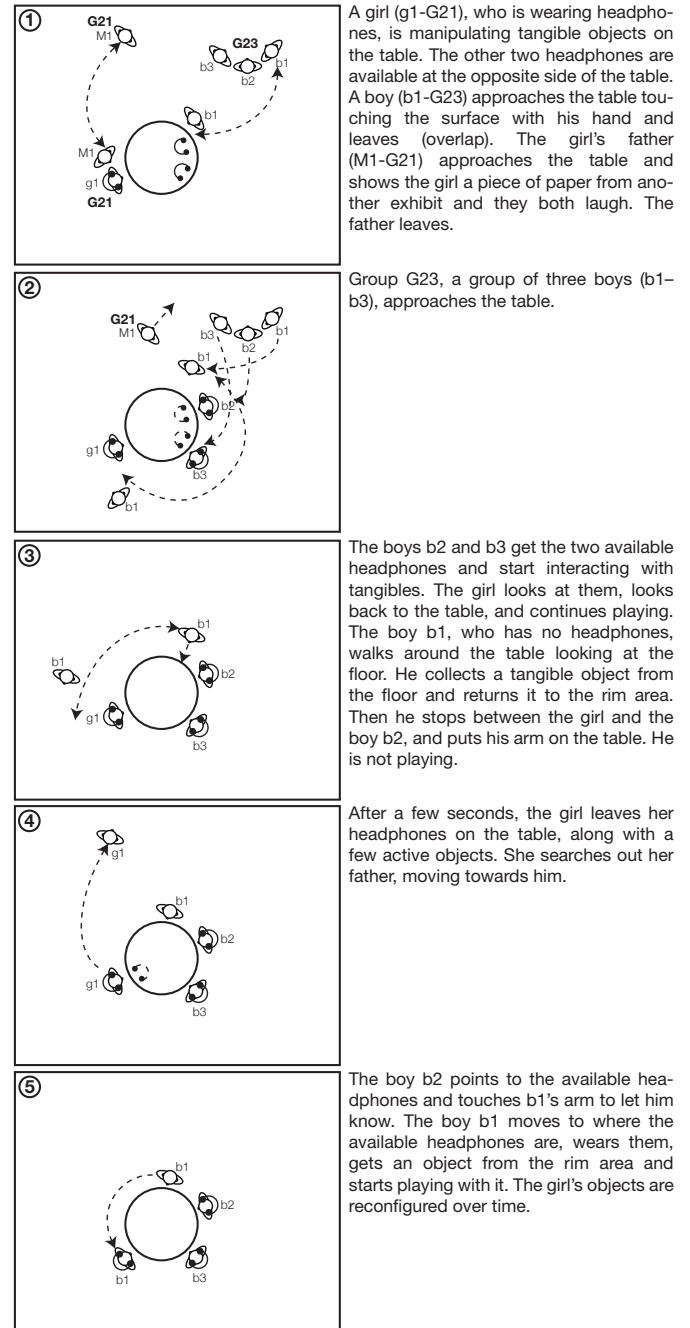 1
G21
M1
G23
b3
b2
b1
b1
M1
g1
G21
A girl (g1-G21), who is wearing headpho-
nes, is manipulating tangible objects on
the table. The other two headphones are
available at the opposite side of the table.
A boy (b1-G23) approaches the table tou-
ching the surface with his hand and
leaves (overlap). The girl's father
(M1-G21) approaches the table and
shows the girl a piece of paper from ano-
ther exhibit and they both laugh. The
father leaves.
2
G21
M1
b3
b2
b1
b1
b2
g1
b3
b1
Group G23, a group of three boys (b1–
b3), approaches the table.
3
b1
b1
b2
g1
b3
The boys b2 and b3 get the two available
headphones and start interacting with
tangibles. The girl looks at them, looks
back to the table, and continues playing.
The boy b1, who has no headphones,
walks around the table looking at the
floor. He collects a tangible object from
the floor and returns it to the rim area.
Then he stops between the girl and the
boy b2, and puts his arm on the table. He
is not playing.
4
g1
b1
b2
g1
b3
After a few seconds, the girl leaves her
headphones on the table, along with a
few active objects. She searches out her
father, moving towards him.
5
b1
b2
b1
b3
The boy b2 points to the available hea-
dphones and touches b1's arm to let him
know. The boy b1 moves to where the
available headphones are, wears them,
gets an object from the rim area and
starts playing with it. The girl's objects are
reconfigured over time.